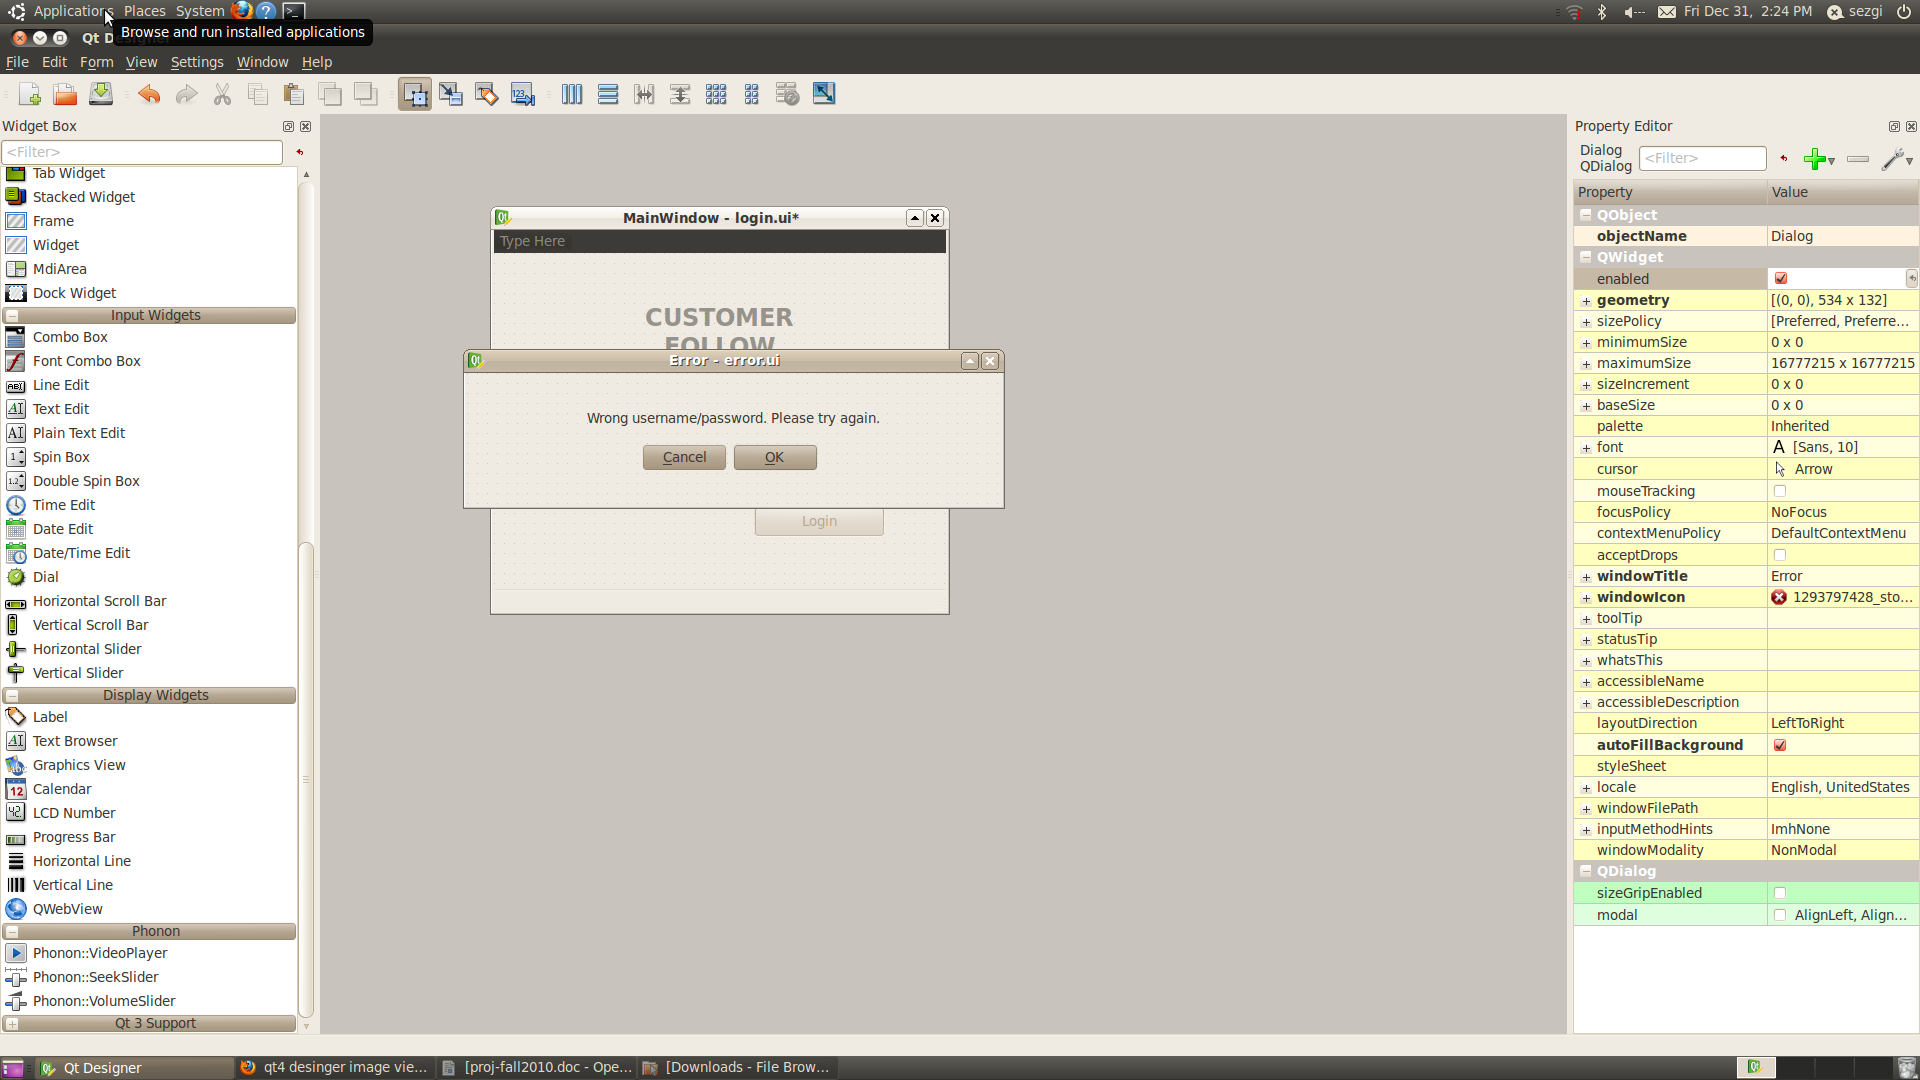 Applications Places System
Fri Dec 31, 2:24 PM sezgi
Browse and run installed applications
Qt D
File Edit Form View Settings Window Help
Widget Box
<Filter>
Tab Widget
Stacked Widget
Frame
Widget
MdiArea
Dock Widget
Input Widgets
Combo Box
Font Combo Box
Line Edit
Text Edit
Plain Text Edit
Spin Box
Double Spin Box
Time Edit
Date Edit
Date/Time Edit
Dial
Horizontal Scroll Bar
Vertical Scroll Bar
Horizontal Slider
Vertical Slider
Display Widgets
Label
Text Browser
Graphics View
Calendar
LCD Number
Progress Bar
Horizontal Line
Vertical Line
QWebView
Phonon
Phonon::VideoPlayer
Phonon::SeekSlider
Phonon::VolumeSlider
Qt 3 Support
MainWindow - login.ui*
Type Here
CUSTOMER
FOLLOW
Error - error.ui
Wrong username/password. Please try again.
Cancel OK
Login
Property Editor
Dialog
QDialog
<Filter>
Property Value
QObject
objectName Dialog
QWidget
enabled
geometry [(0, 0), 534 x 132]
sizePolicy [Preferred, Preferre...
minimumSize 0 x 0
maximumSize 16777215 x 16777215
sizeIncrement 0 x 0
baseSize 0 x 0
palette Inherited
font A [Sans, 10]
cursor Arrow
mouseTracking
focusPolicy NoFocus
contextMenuPolicy DefaultContextMenu
acceptDrops
windowTitle Error
windowIcon 1293797428_sto...
toolTip
statusTip
whatsThis
accessibleName
accessibleDescription
layoutDirection LeftToRight
autoFillBackground
styleSheet
locale English, UnitedStates
windowFilePath
inputMethodHints ImhNone
windowModality NonModal
QDialog
sizeGripEnabled
modal AlignLeft, Align...
Qt Designer qt4 desinger image vie... [proj-fall2010.doc - Ope... [Downloads - File Brow...